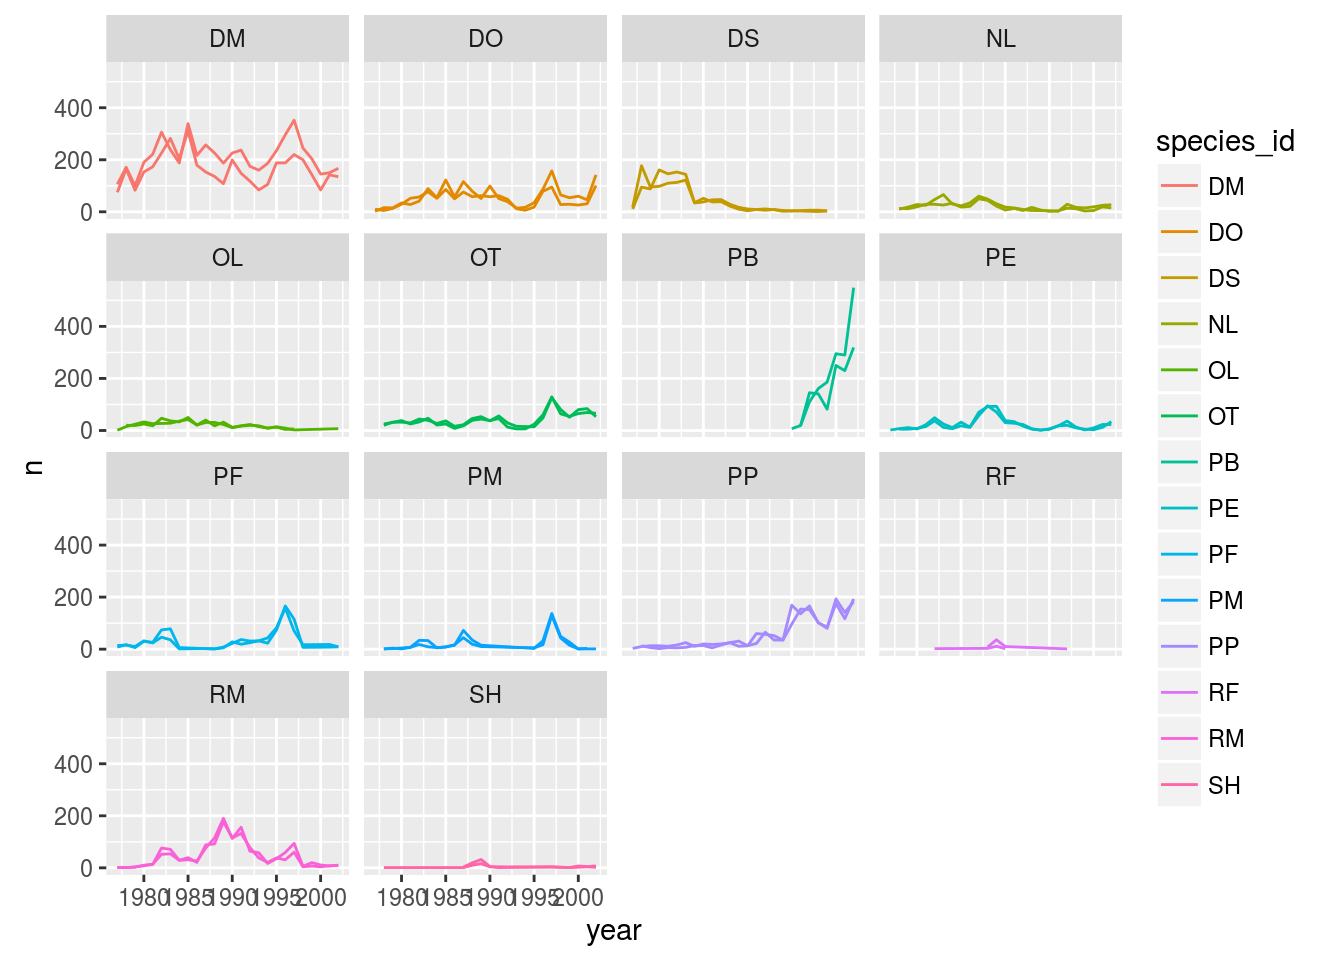 DM DO DS NL
400
200
0
OL OT PB PE
400
200
0
PF PM PP RF
400
200
0
RM SH
400
200
0
1980 1985 1990 1995 2000 1980 1985 1990 1995 2000
year
n
species_id
DM
DO
DS
NL
OL
OT
PB
PE
PF
PM
PP
RF
RM
SH